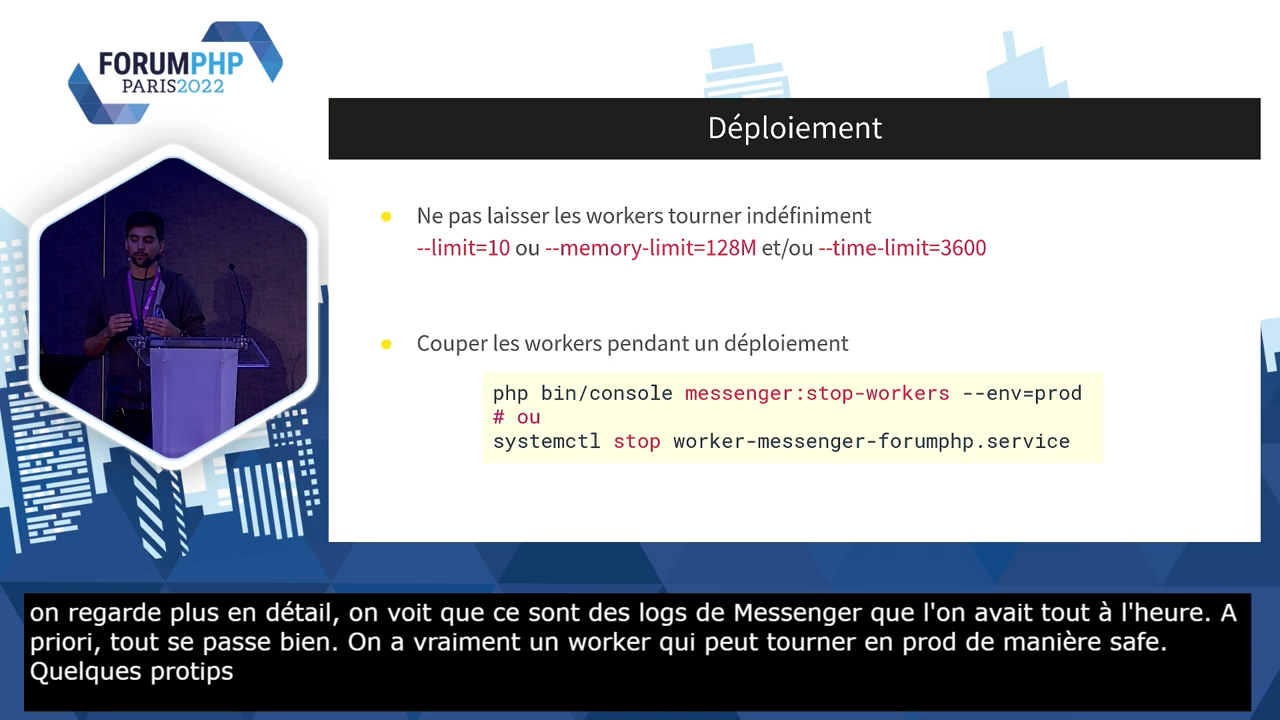 FORUMPHP
PARIS2022
Déploiement
Ne pas laisser les workers tourner indéfiniment
--limit=10 ou --memory-limit=128M et/ou --time-limit=3600
Couper les workers pendant un déploiement
php bin/console messenger:stop-workers --env=prod
# ou
systemctl stop worker-messenger-forumphp.service
on regarde plus en détail, on voit que ce sont des logs de Messenger que l'on avait tout à l'heure. A
priori, tout se passe bien. On a vraiment un worker qui peut tourner en prod de manière safe.
Quelques protips